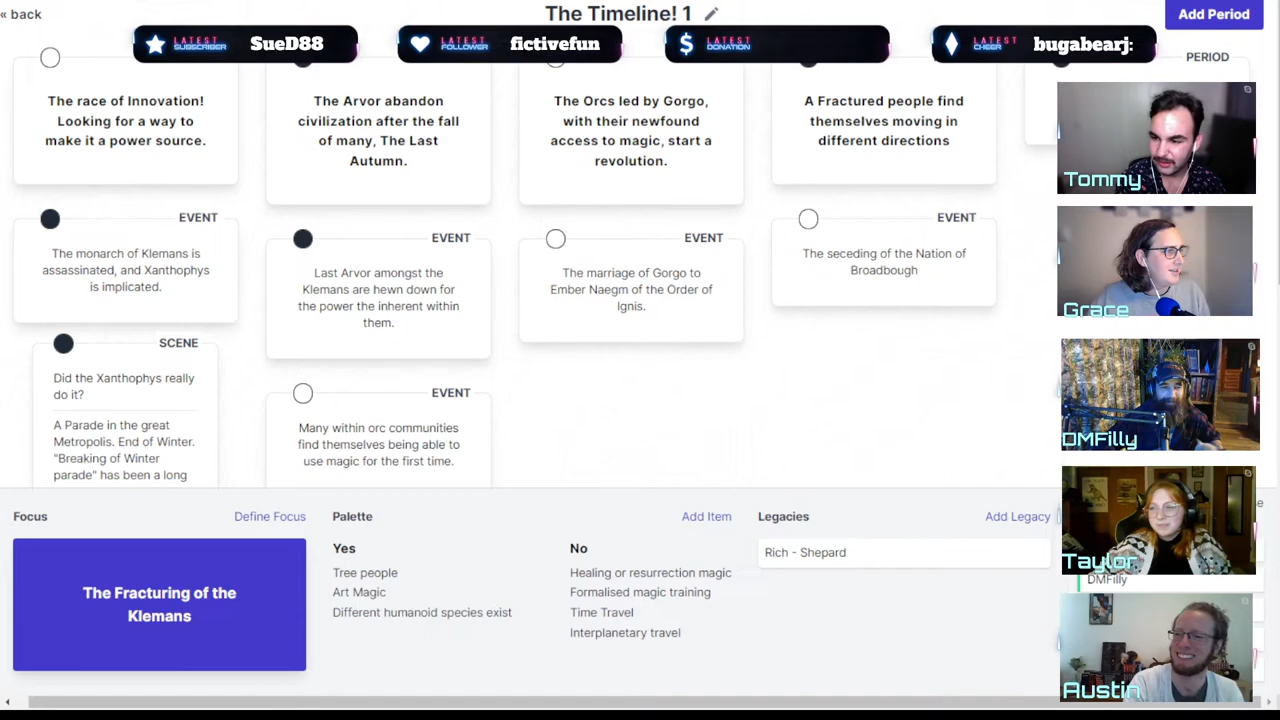 « back
The Timeline! 1
Add Period
LATEST
SUBSCRIBER
SueD88
LATEST
FOLLOWER
fictivefun
LATEST
DONATION
LATEST
CHEER
bugabearj:
PERIOD
The race of Innovation!
Looking for a way to
make it a power source.
The Arvor abandon
civilization after the fall
of many, The Last
Autumn.
The Orcs led by Gorgo,
with their newfound
access to magic, start a
revolution.
A Fractured people find
themselves moving in
different directions
EVENT
The monarch of Klemans is
assassinated, and Xanthophys
is implicated.
EVENT
Last Arvor amongst the
Klemans are hewn down for
the power the inherent within
them.
EVENT
The marriage of Gorgo to
Ember Naegm of the Order of
Ignis.
EVENT
The seceding of the Nation of
Broadbough
SCENE
Did the Xanthophys really
do it?
A Parade in the great
Metropolis. End of Winter.
"Breaking of Winter
parade" has been a long
EVENT
Many within orc communities
find themselves being able to
use magic for the first time.
Focus
Define Focus
The Fracturing of the
Klemans
Palette
Add Item
Yes
Tree people
Art Magic
Different humanoid species exist
No
Healing or resurrection magic
Formalised magic training
Time Travel
Interplanetary travel
Legacies
Add Legacy
Rich - Shepard
Tommy
Grace
DMFilly
Taylor
DMFilly
Austin